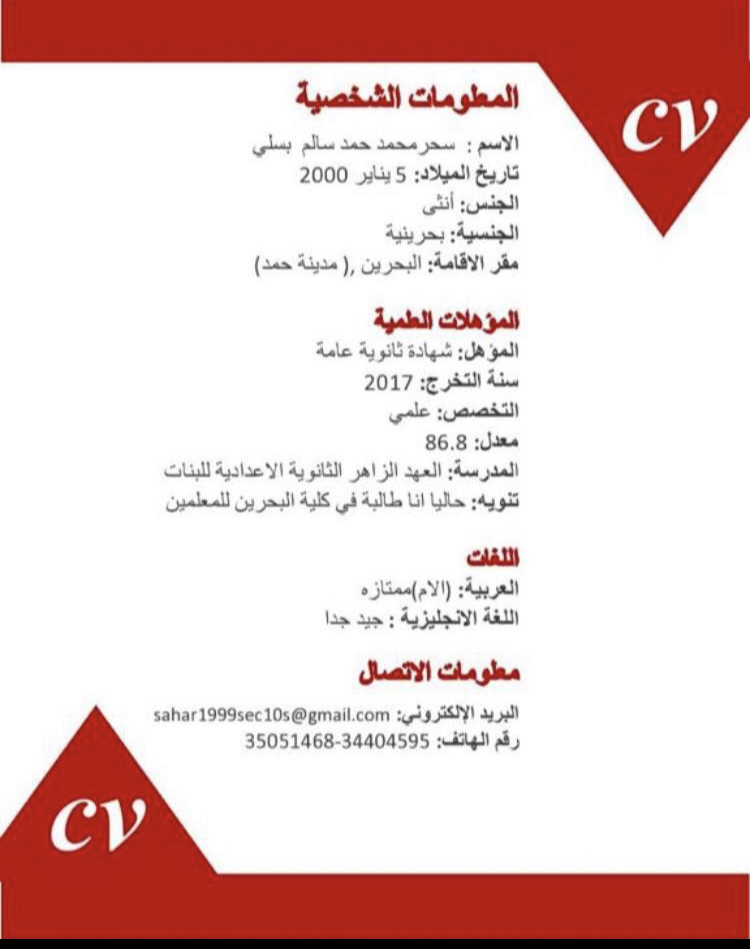 CV
المعلومات الشخصية
الاسم : سحر محمد حمد سالم بسلي
تاريخ الميلاد: 5 يناير 2000
الجنس: أنثى
الجنسية: بحرينية
مقر الاقامة: البحرين ,( مدينة حمد)
المؤهلات العلمية
المؤهل: شهادة ثانوية عامة
سنة التخرج: 2017
التخصص: علمي
معدل: 86.8
المدرسة: العهد الزاهر الثانوية الاعدادية للبنات
تنويه: حاليا انا طالبة في كلية البحرين للمعلمين
اللغات
العربية: (الام)ممتازه
اللغة الانجليزية : جيد جدا
معلومات الاتصال
البريد الإلكتروني: sahar1999sec10s@gmail.com
رقم الهاتف: 35051468-34404595
CV